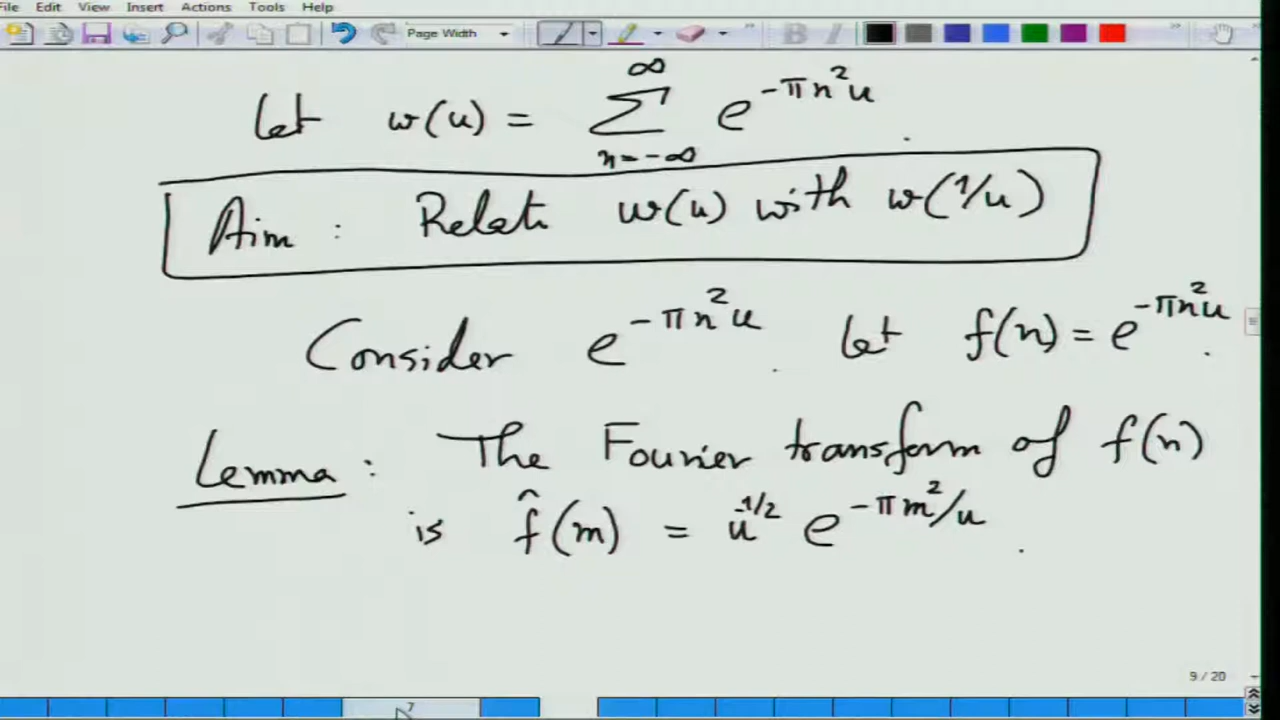 File Edit View Insert Actions Tools Help
Page Width
Let w(u) = ∑_{n=-∞}^{∞} e^{-πn²u}.
Aim : Relate w(u) with w(1/u)
Consider e^{-πn²u}. Let f(n) = e^{-πn²u}.
Lemma : The Fourier transform of f(n)
is f̂(m) = u^{-1/2} e^{-πm²/u}.
9 / 20